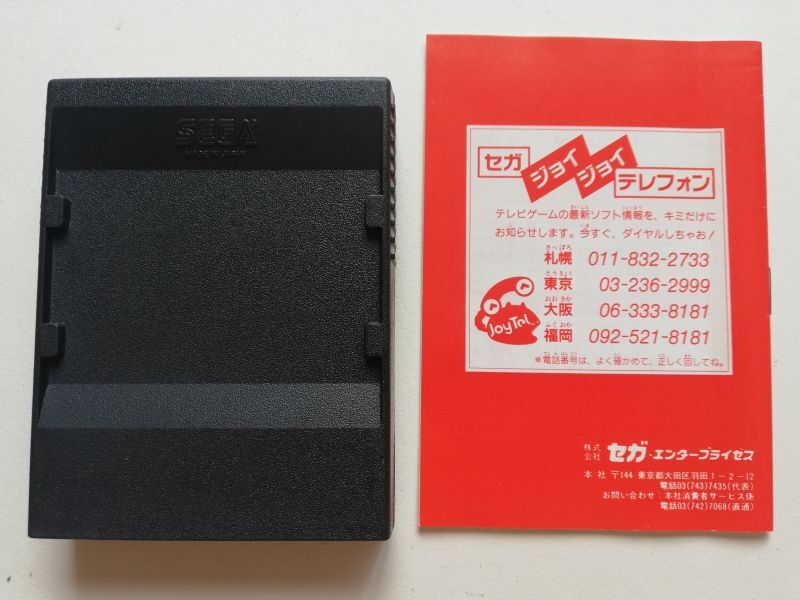 SEGA
MADE IN JAPAN
セガ ジョイ ジョイ テレフォン
テレビゲームの最新ソフト情報を、キミだけに
お知らせします。今すぐ、ダイヤルしちゃお!
札幌 011-832-2733
東京 03-236-2999
大阪 06-333-8181
福岡 092-521-8181
JoyTel
※電話番号は、よく確かめて、正しく回してね。
株式会社 セガ・エンタープライゼス
本社 〒144 東京都大田区羽田1-2-12
電話03(743)7435(代表)
お問い合わせ:本社消費者サービス係
電話03(742)7068(直通)